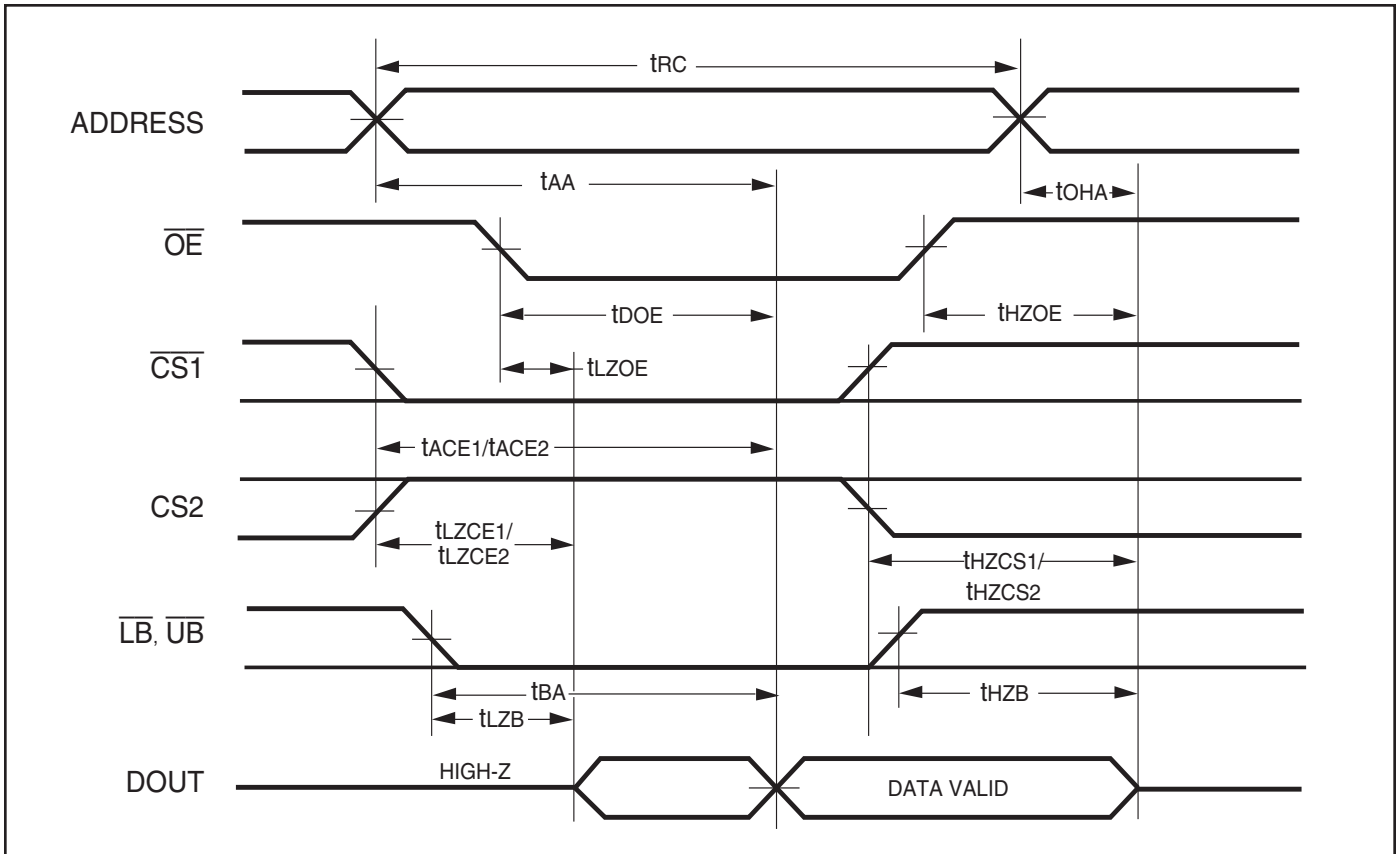 tRC
ADDRESS
tAA
tOHA
OE
tDOE
tHZOE
CS1
tLZOE
tACE1/tACE2
CS2
tLZCE1/
tLZCE2
tHZCS1/
tHZCS2
LB, UB
tBA
tHZB
tLZB
HIGH-Z
DOUT
DATA VALID